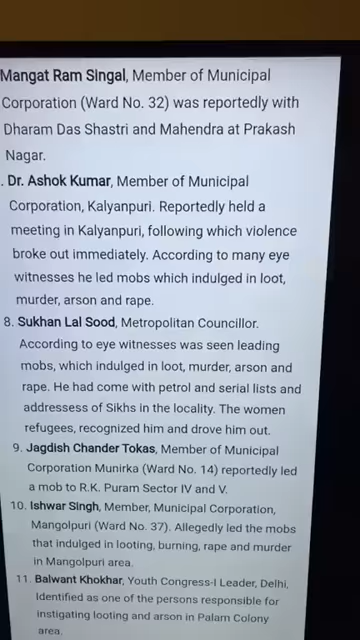 Mangat Ram Singal, Member of Municipal
Corporation (Ward No. 32) was reportedly with
Dharam Das Shastri and Mahendra at Prakash
Nagar.
. Dr. Ashok Kumar, Member of Municipal
Corporation, Kalyanpuri. Reportedly held a
meeting in Kalyanpuri, following which violence
broke out immediately. According to many eye
witnesses he led mobs which indulged in loot,
murder, arson and rape.
8. Sukhan Lal Sood, Metropolitan Councillor.
According to eye witnesses was seen leading
mobs, which indulged in loot, murder, arson and
rape. He had come with petrol and serial lists and
addressess of Sikhs in the locality. The women
refugees, recognized him and drove him out.
9. Jagdish Chander Tokas, Member of Municipal
Corporation Munirka (Ward No. 14) reportedly led
a mob to R.K. Puram Sector IV and V.
10. Ishwar Singh, Member, Municipal Corporation,
Mangolpuri (Ward No. 37). Allegedly led the mobs
that indulged in looting, burning, rape and murder
in Mangolpuri area.
11. Balwant Khokhar, Youth Congress-I Leader, Delhi,
Identified as one of the persons responsible for
instigating looting and arson in Palam Colony
area.